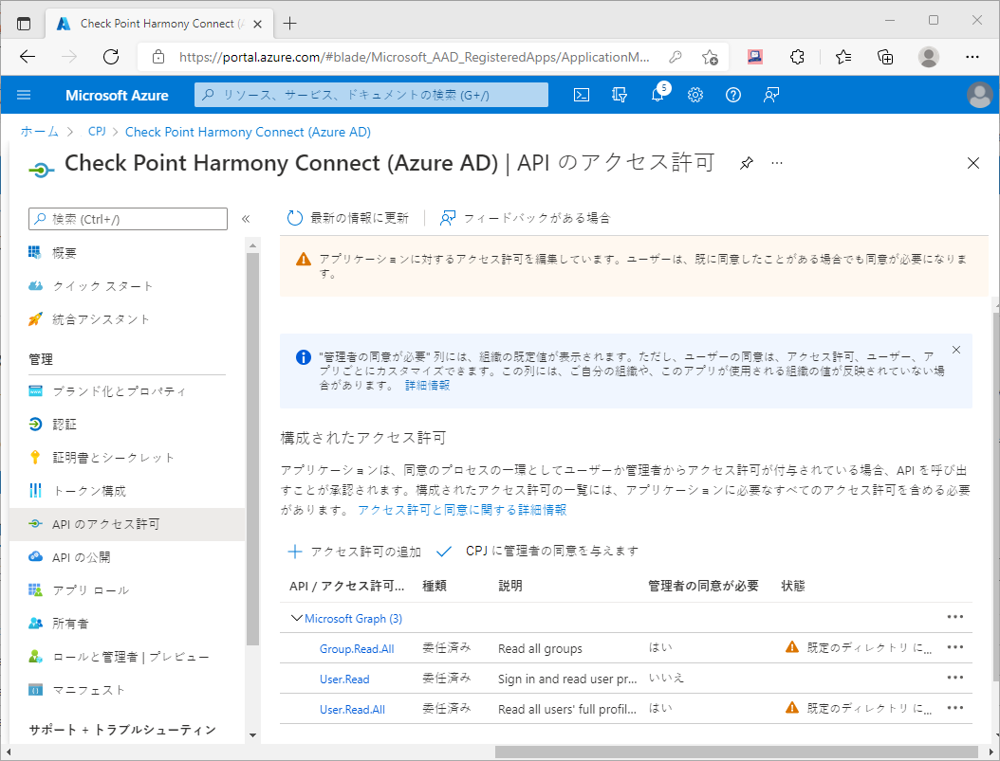 Check Point Harmony Connect (A
https://portal.azure.com/#blade/Microsoft_AAD_RegisteredApps/ApplicationM...
Microsoft Azure
リソース、サービス、ドキュメントの検索 (G+/)
5
ホーム > CPJ > Check Point Harmony Connect (Azure AD)
Check Point Harmony Connect (Azure AD) | API のアクセス許可
検索 (Ctrl+/)
概要
クイック スタート
統合アシスタント
管理
ブランド化とプロパティ
認証
証明書とシークレット
トークン構成
API のアクセス許可
API の公開
アプリ ロール
所有者
ロールと管理者 | プレビュー
マニフェスト
サポート + トラブルシューティン
最新の情報に更新
フィードバックがある場合
アプリケーションに対するアクセス許可を編集しています。ユーザーは、既に同意したことがある場合でも同意が必要になりま
す。
"管理者の同意が必要" 列には、組織の既定値が表示されます。ただし、ユーザーの同意は、アクセス許可、ユーザー、ア
プリごとにカスタマイズできます。この列には、ご自分の組織や、このアプリが使用される組織の値が反映されていない場
合があります。 詳細情報
構成されたアクセス許可
アプリケーションは、同意のプロセスの一環としてユーザーか管理者からアクセス許可が付与されている場合、API を呼び出
すことが承認されます。構成されたアクセス許可の一覧には、アプリケーションに必要なすべてのアクセス許可を含める必要
があります。 アクセス許可と同意に関する詳細情報
アクセス許可の追加 CPJ に管理者の同意を与えます
API / アクセス許可... 種類 説明 管理者の同意が必要 状態
Microsoft Graph (3)
Group.Read.All 委任済み Read all groups はい 既定のディレクトリ に...
User.Read 委任済み Sign in and read user pr... いいえ
User.Read.All 委任済み Read all users' full profil... はい 既定のディレクトリ に...